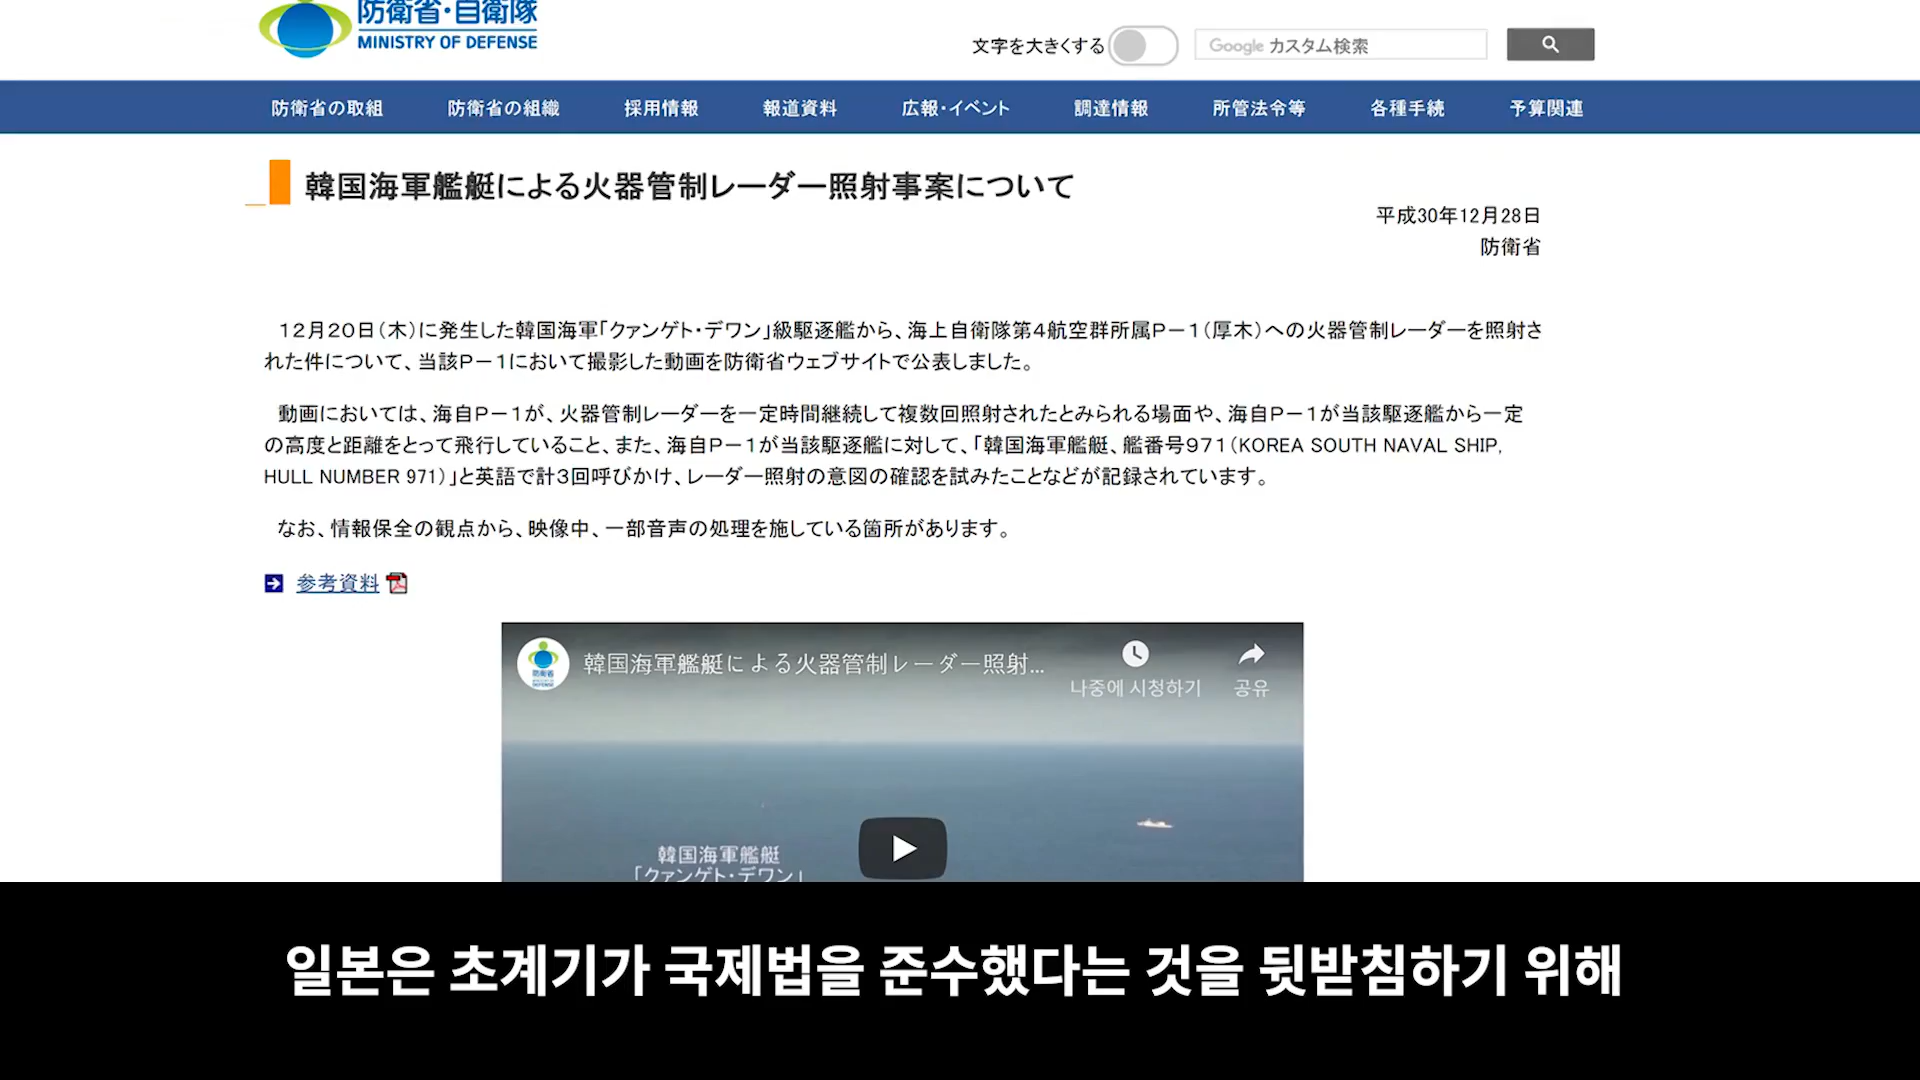 防衛省・自衛隊
MINISTRY OF DEFENSE
文字を大きくする
Google カスタム検索
防衛省の取組 防衛省の組織 採用情報 報道資料 広報・イベント 調達情報 所管法令等 各種手続 予算関連
韓国海軍艦艇による火器管制レーダー照射事案について
平成30年12月28日
防衛省
12月20日(木)に発生した韓国海軍「クァンゲト・デワン」級駆逐艦から、海上自衛隊第4航空群所属P-1(厚木)への火器管制レーダーを照射さ
れた件について、当該P-1において撮影した動画を防衛省ウェブサイトで公表しました。
動画においては、海自P-1が、火器管制レーダーを一定時間継続して複数回照射されたとみられる場面や、海自P-1が当該駆逐艦から一定
の高度と距離をとって飛行していること、また、海自P-1が当該駆逐艦に対して、「韓国海軍艦艇、艦番号971(KOREA SOUTH NAVAL SHIP,
HULL NUMBER 971)」と英語で計3回呼びかけ、レーダー照射の意図の確認を試みたことなどが記録されています。
なお、情報保全の観点から、映像中、一部音声の処理を施している箇所があります。
参考資料
韓国海軍艦艇による火器管制レーダー照射...
나중에 시청하기 공유
防衛省
韓国海軍艦艇
「クァンゲト・デワン」
일본은 초계기가 국제법을 준수했다는 것을 뒷받침하기 위해